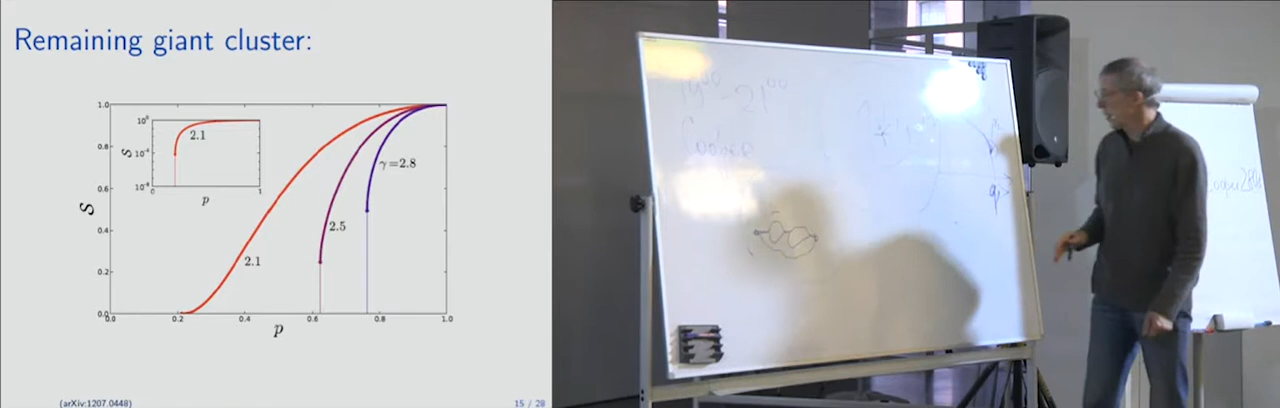 Remaining giant cluster:
1.0
0.8
0.6
0.4
0.2
0.0
S
0.0 0.2 0.4 0.6 0.8 1.0
p
10⁰
10⁻⁴
10⁻⁸
S
2.1
0 1
p
γ=2.8
2.5
2.1
(arXiv:1207.0448)
15 / 28
19⁰⁰ - 21⁰⁰